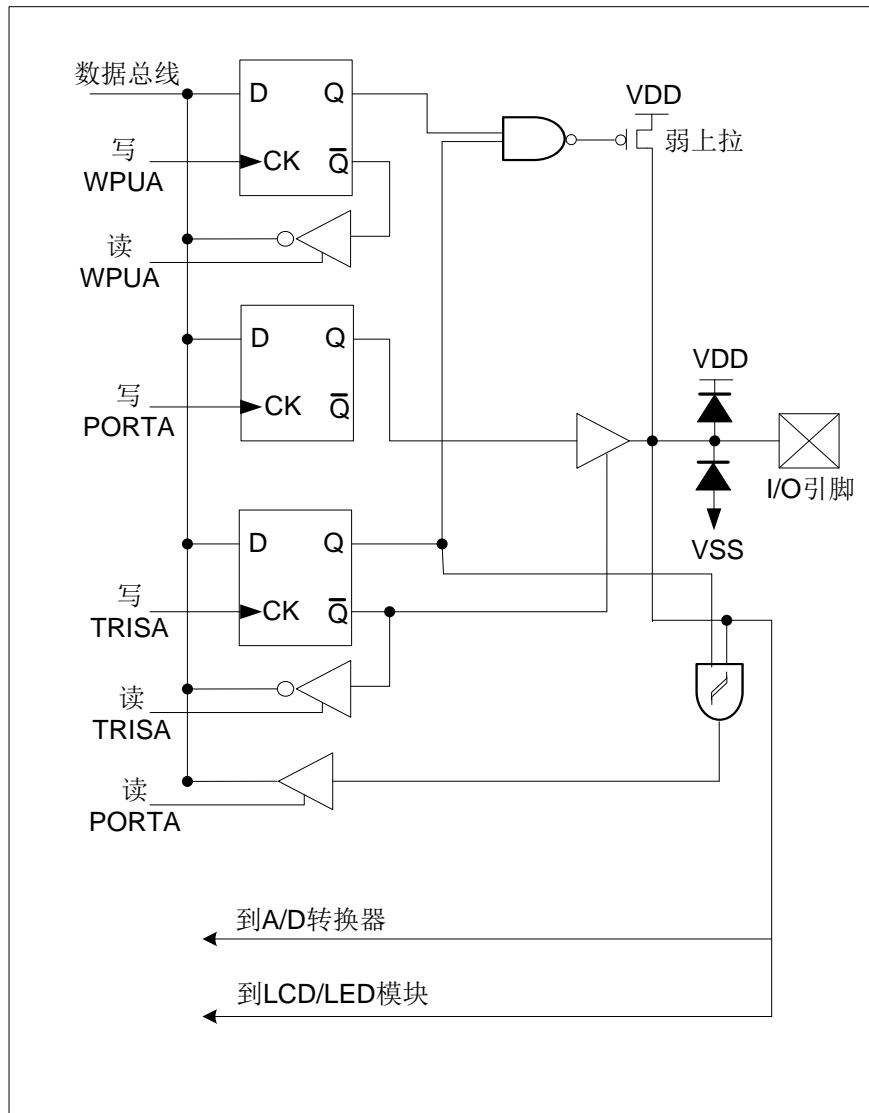 数据总线
D
Q
VDD
弱上拉
写
WPUA
CK
Q̅
读
WPUA
D
Q
写
PORTA
CK
Q̅
VDD
I/O引脚
VSS
D
Q
写
TRISA
CK
Q̅
读
TRISA
读
PORTA
到A/D转换器
到LCD/LED模块